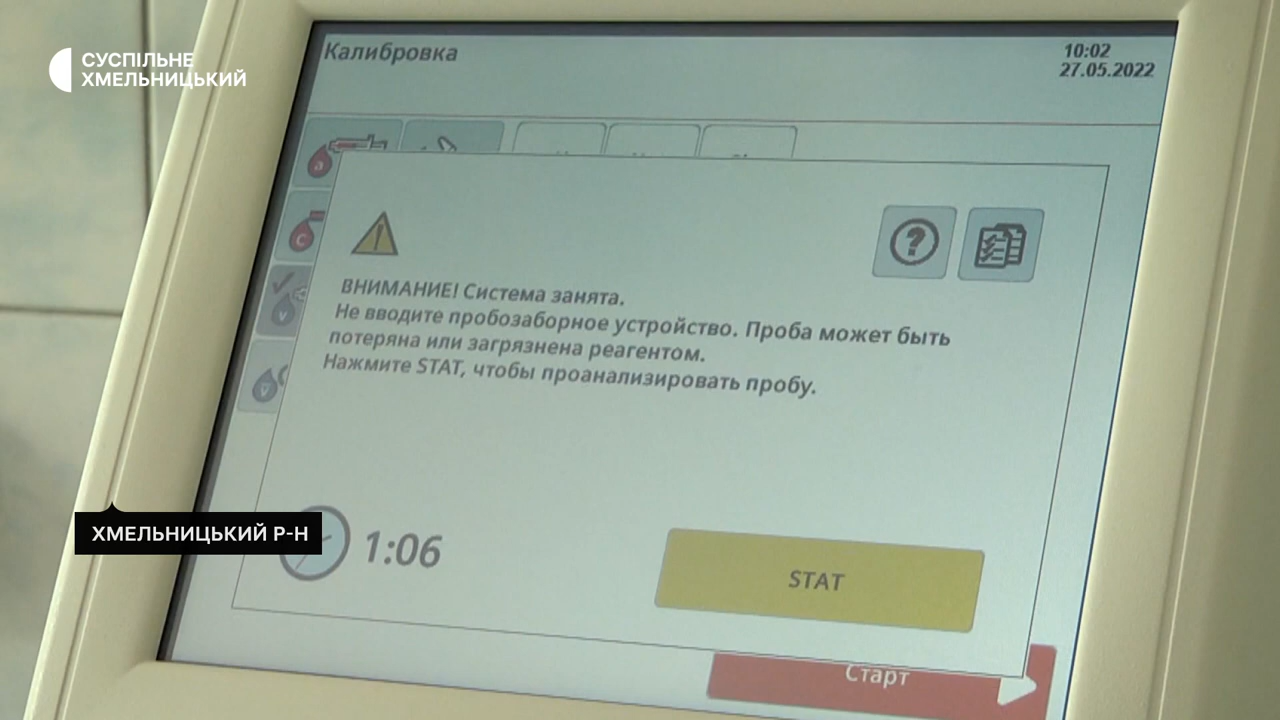 СУСПІЛЬНЕ
ХМЕЛЬНИЦЬКИЙ
Калибровка
10:02
27.05.2022
a
c
v
v
?
ВНИМАНИЕ! Система занята.
Не вводите пробозаборное устройство. Проба может быть
потеряна или загрязнена реагентом.
Нажмите STAT, чтобы проанализировать пробу.
ХМЕЛЬНИЦЬКИЙ Р-Н
1:06
STAT
Старт